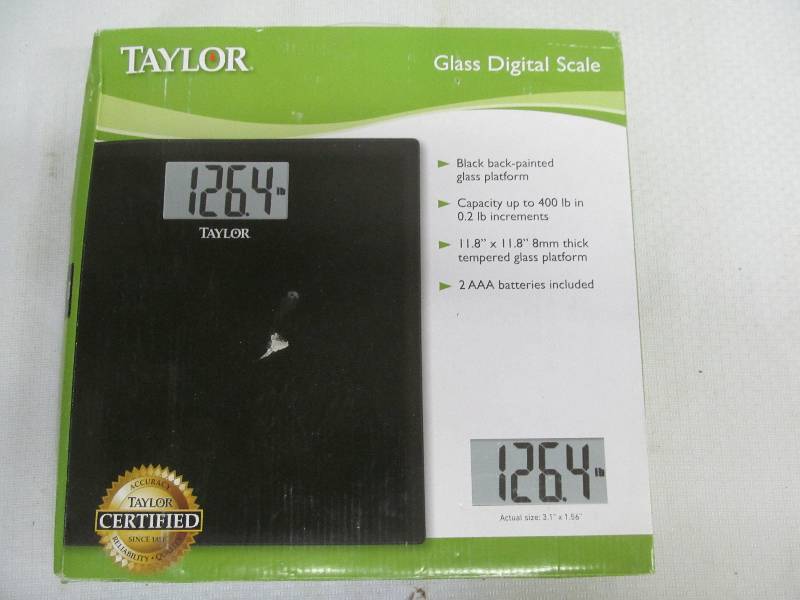 TAYLOR
Glass Digital Scale
126.4 lb
TAYLOR
Black back-painted
glass platform
Capacity up to 400 lb in
0.2 lb increments
11.8" x 11.8" 8mm thick
tempered glass platform
2 AAA batteries included
126.4 lb
Actual size: 3.1" x 1.56"
ACCURACY
TAYLOR
CERTIFIED
SINCE
RELIABILITY